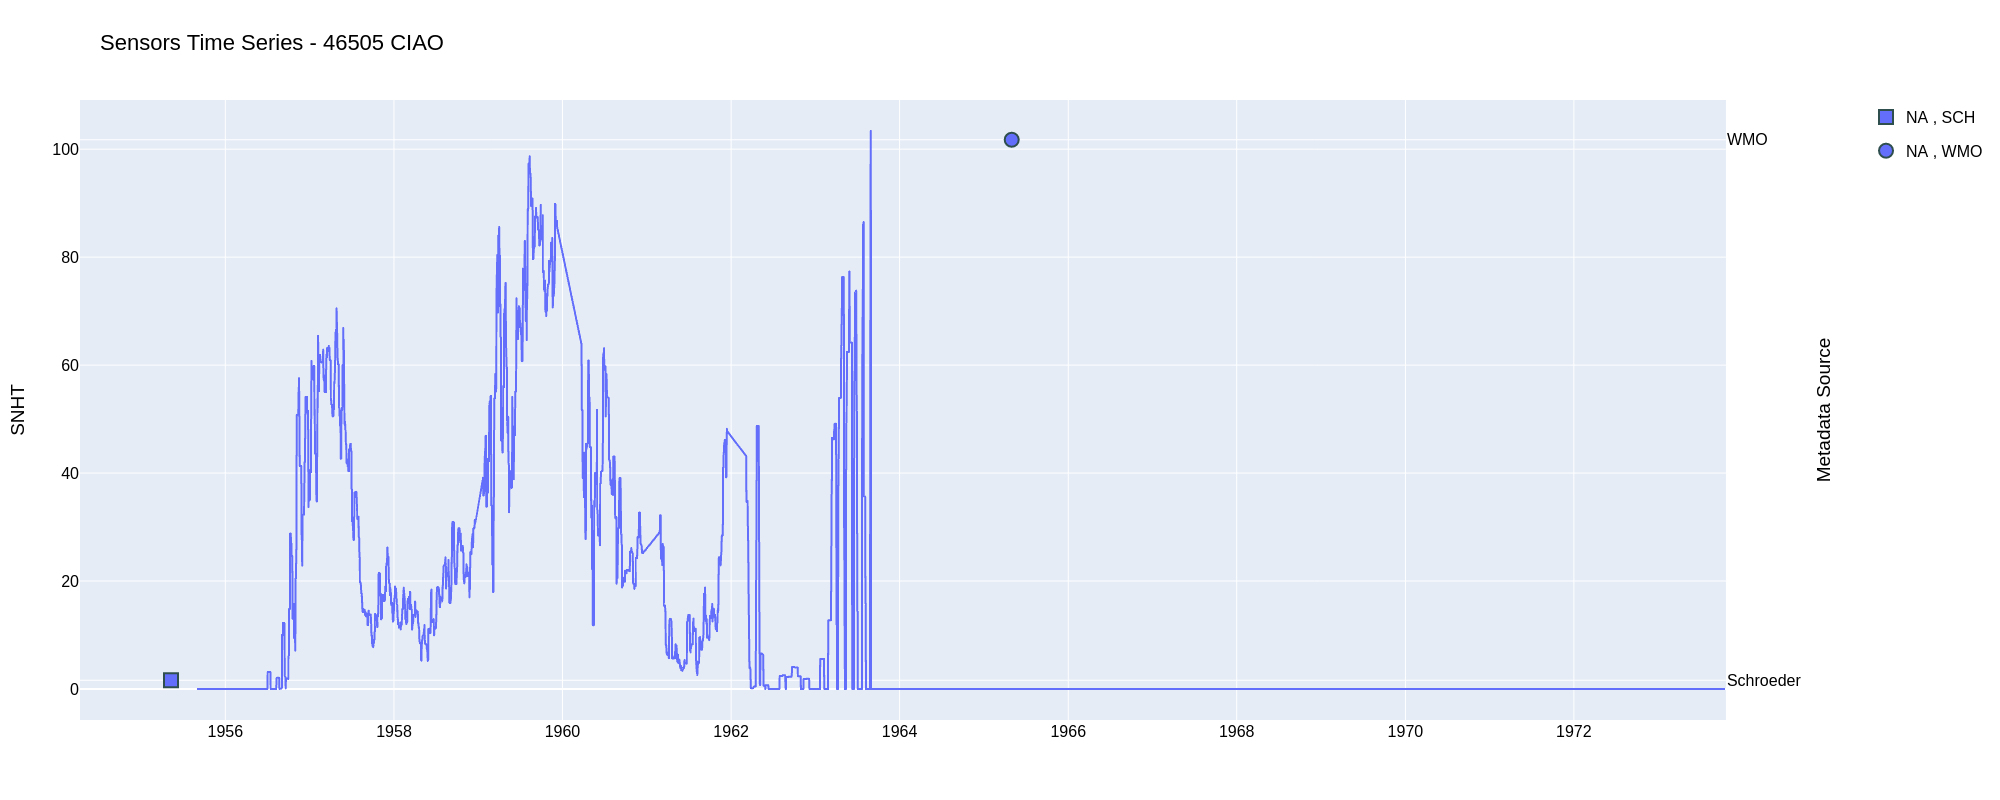 Sensors Time Series - 46505 CIAO
NA , SCH
NA , WMO
WMO
Schroeder
Metadata Source
SNHT
100
80
60
40
20
0
1956 1958 1960 1962 1964 1966 1968 1970 1972